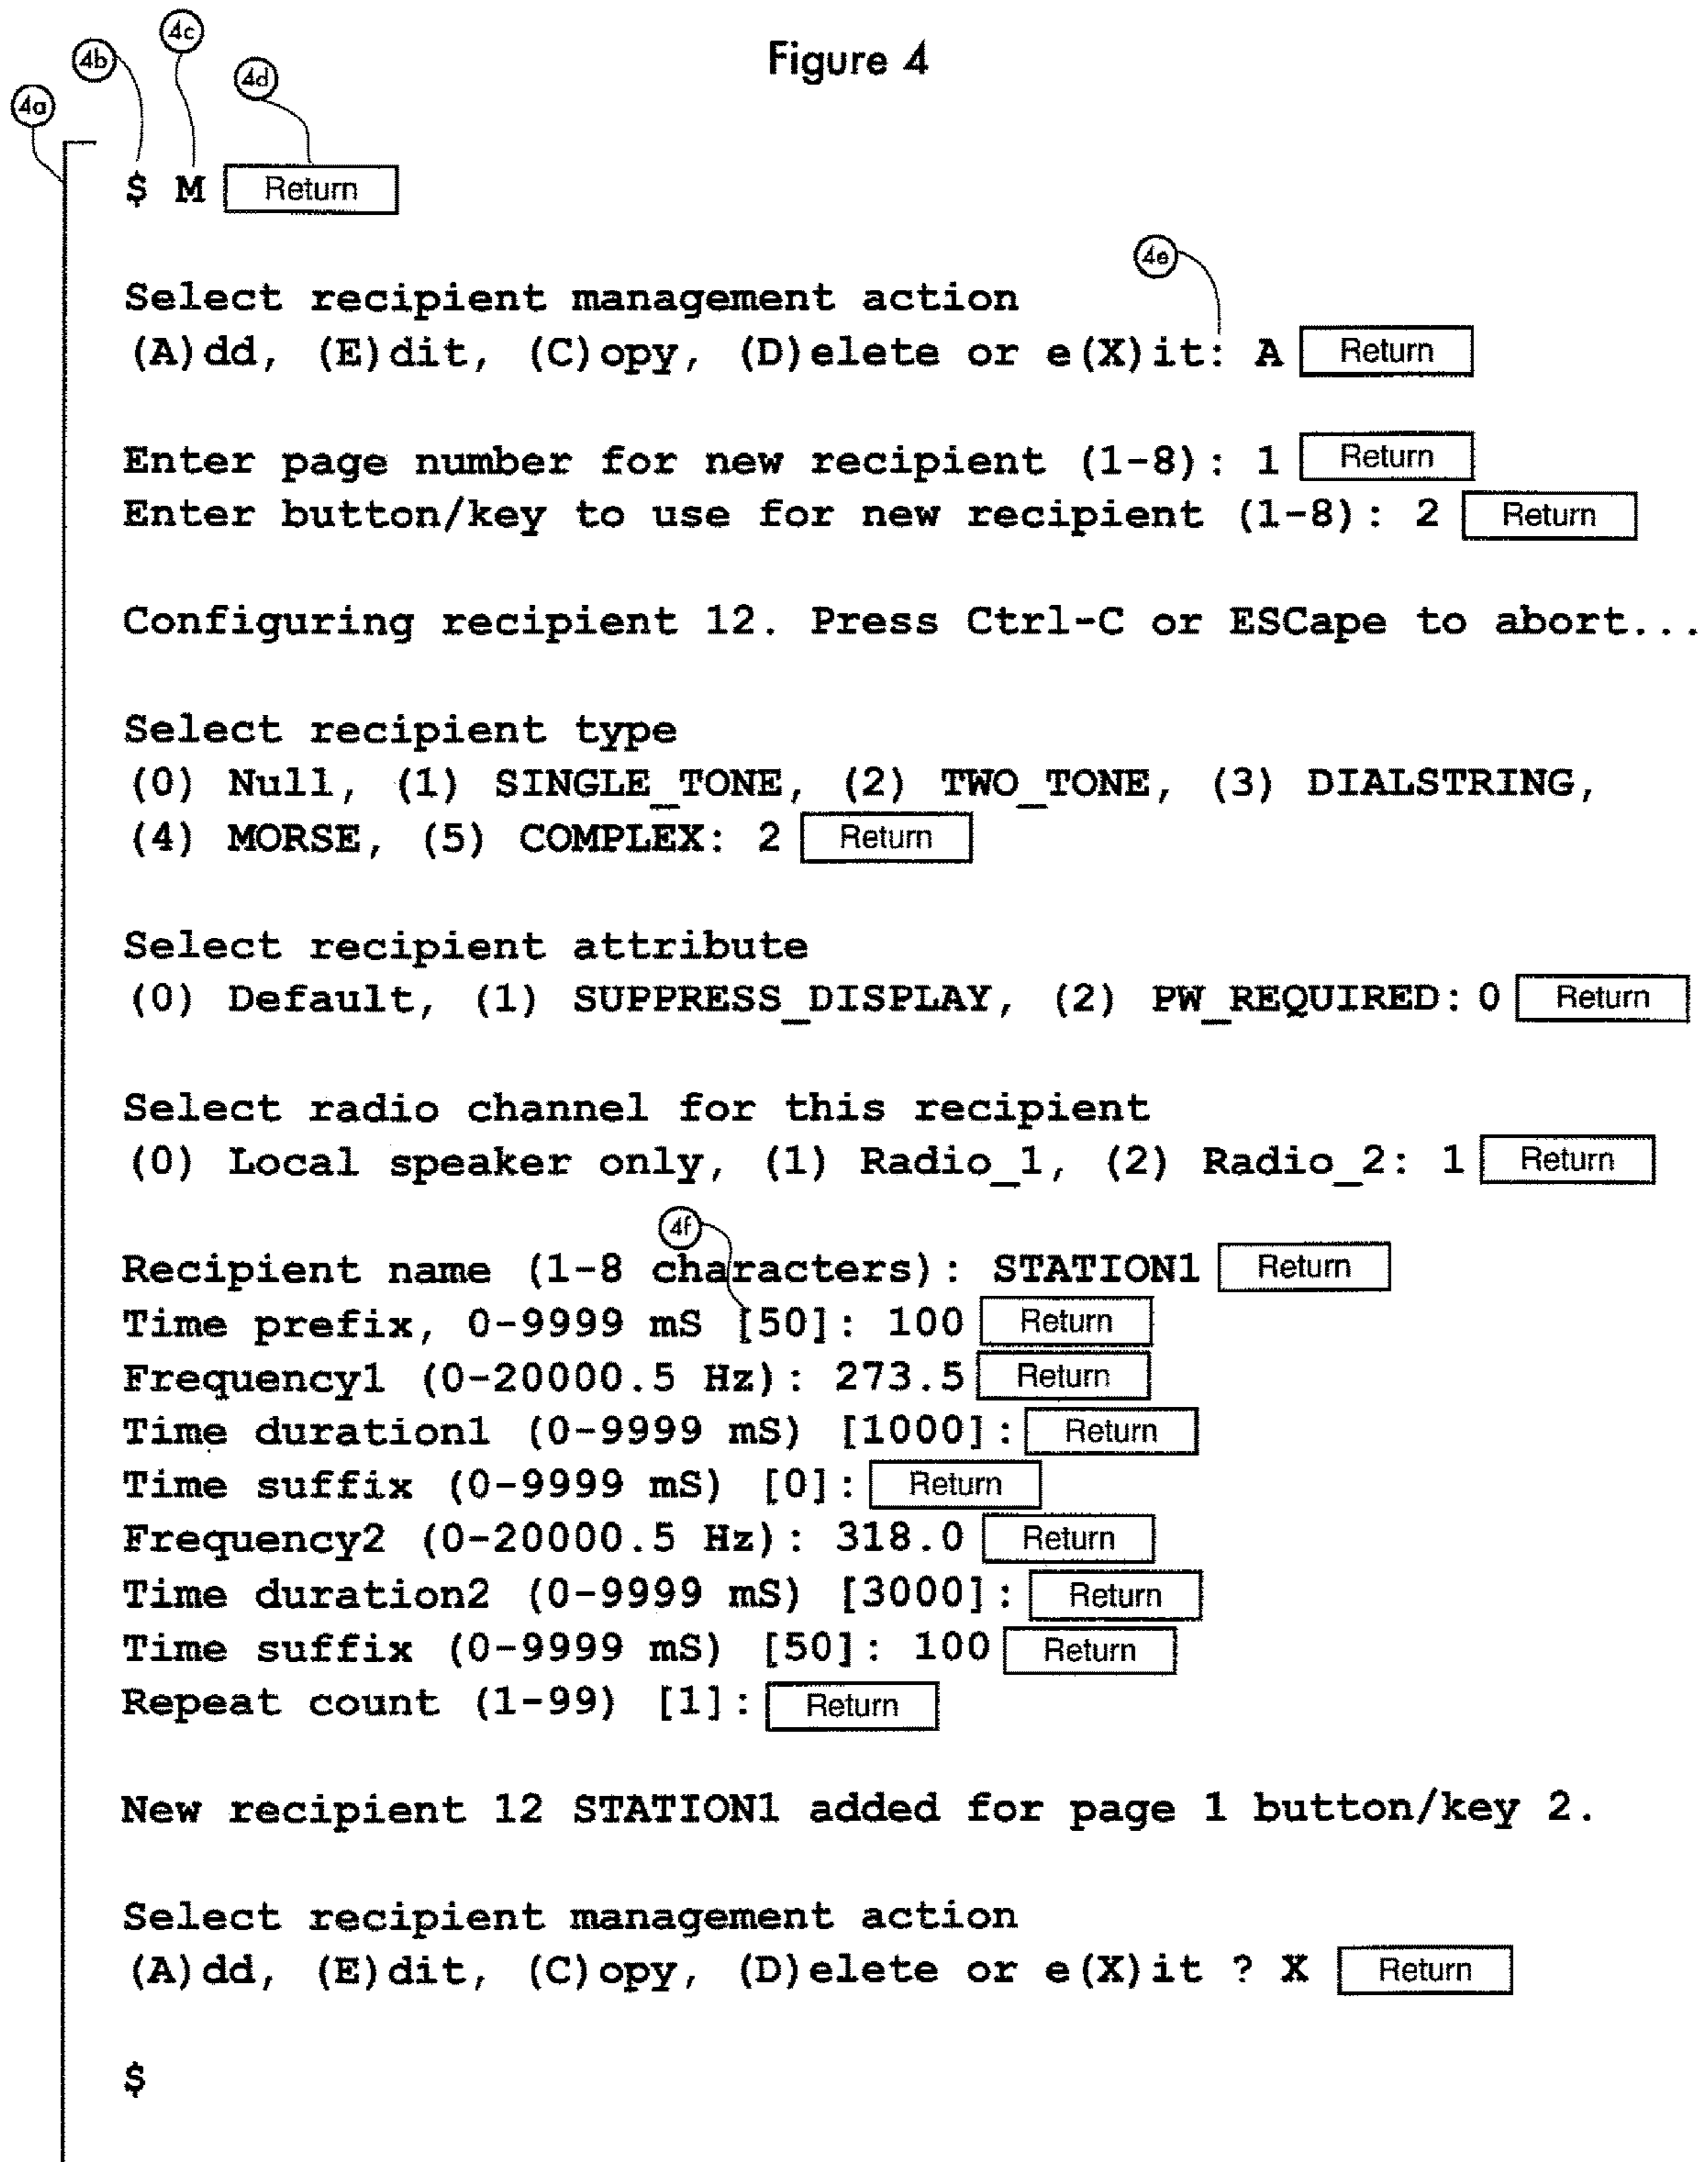 Figure 4
4a
4b
4c
4d
$ M Return
4e
Select recipient management action
(A)dd, (E)dit, (C)opy, (D)elete or e(X)it: A Return
Enter page number for new recipient (1-8): 1 Return
Enter button/key to use for new recipient (1-8): 2 Return
Configuring recipient 12. Press Ctrl-C or ESCape to abort...
Select recipient type
(0) Null, (1) SINGLE_TONE, (2) TWO_TONE, (3) DIALSTRING,
(4) MORSE, (5) COMPLEX: 2 Return
Select recipient attribute
(0) Default, (1) SUPPRESS_DISPLAY, (2) PW_REQUIRED: 0 Return
Select radio channel for this recipient
(0) Local speaker only, (1) Radio_1, (2) Radio_2: 1 Return
4f
Recipient name (1-8 characters): STATION1 Return
Time prefix, 0-9999 mS [50]: 100 Return
Frequency1 (0-20000.5 Hz): 273.5 Return
Time duration1 (0-9999 mS) [1000]: Return
Time suffix (0-9999 mS) [0]: Return
Frequency2 (0-20000.5 Hz): 318.0 Return
Time duration2 (0-9999 mS) [3000]: Return
Time suffix (0-9999 mS) [50]: 100 Return
Repeat count (1-99) [1]: Return
New recipient 12 STATION1 added for page 1 button/key 2.
Select recipient management action
(A)dd, (E)dit, (C)opy, (D)elete or e(X)it ? X Return
$